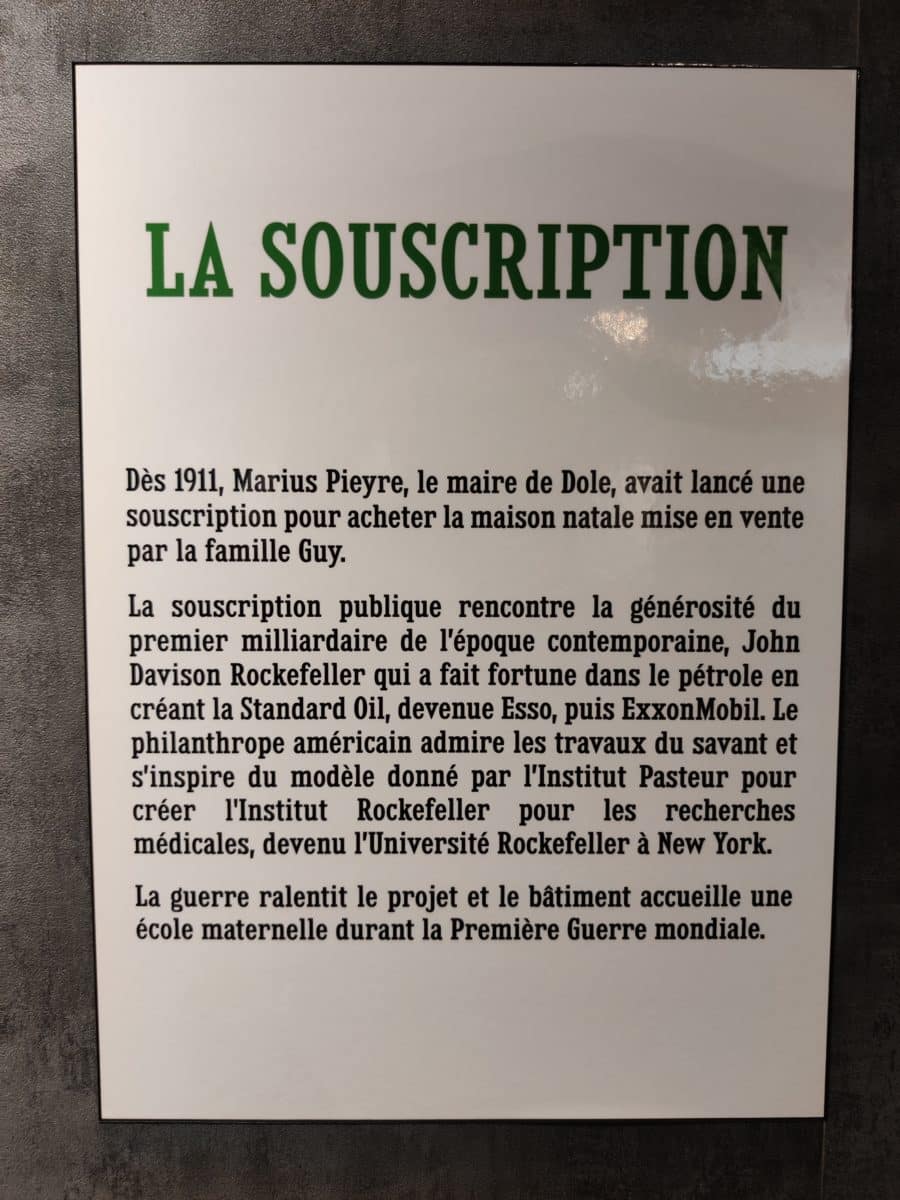 LA SOUSCRIPTION
Dès 1911, Marius Pieyre, le maire de Dole, avait lancé une
souscription pour acheter la maison natale mise en vente
par la famille Guy.
La souscription publique rencontre la générosité du
premier milliardaire de l'époque contemporaine, John
Davison Rockefeller qui a fait fortune dans le pétrole en
créant la Standard Oil, devenue Esso, puis ExxonMobil. Le
philanthrope américain admire les travaux du savant et
s'inspire du modèle donné par l'Institut Pasteur pour
créer l'Institut Rockefeller pour les recherches
médicales, devenu l'Université Rockefeller à New York.
La guerre ralentit le projet et le bâtiment accueille une
école maternelle durant la Première Guerre mondiale.